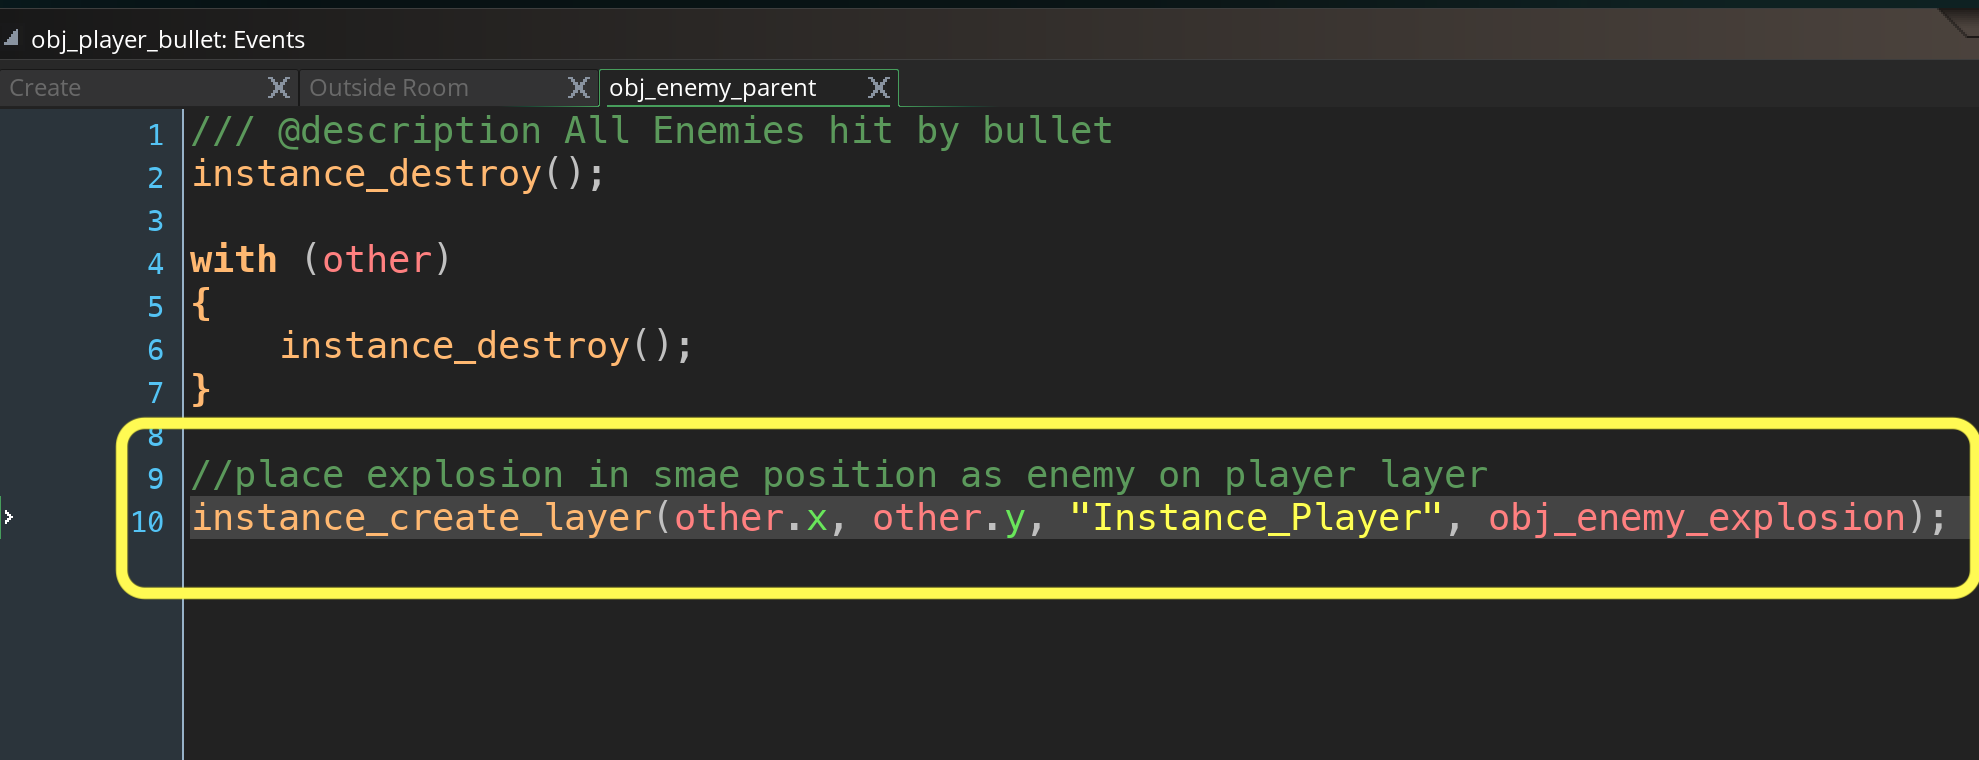 obj_player_bullet: Events
Create Outside Room obj_enemy_parent
1 /// @description All Enemies hit by bullet
2 instance_destroy();
3
4 with (other)
5 {
6 instance_destroy();
7 }
8
9 //place explosion in smae position as enemy on player layer
10 instance_create_layer(other.x, other.y, "Instance_Player", obj_enemy_explosion);